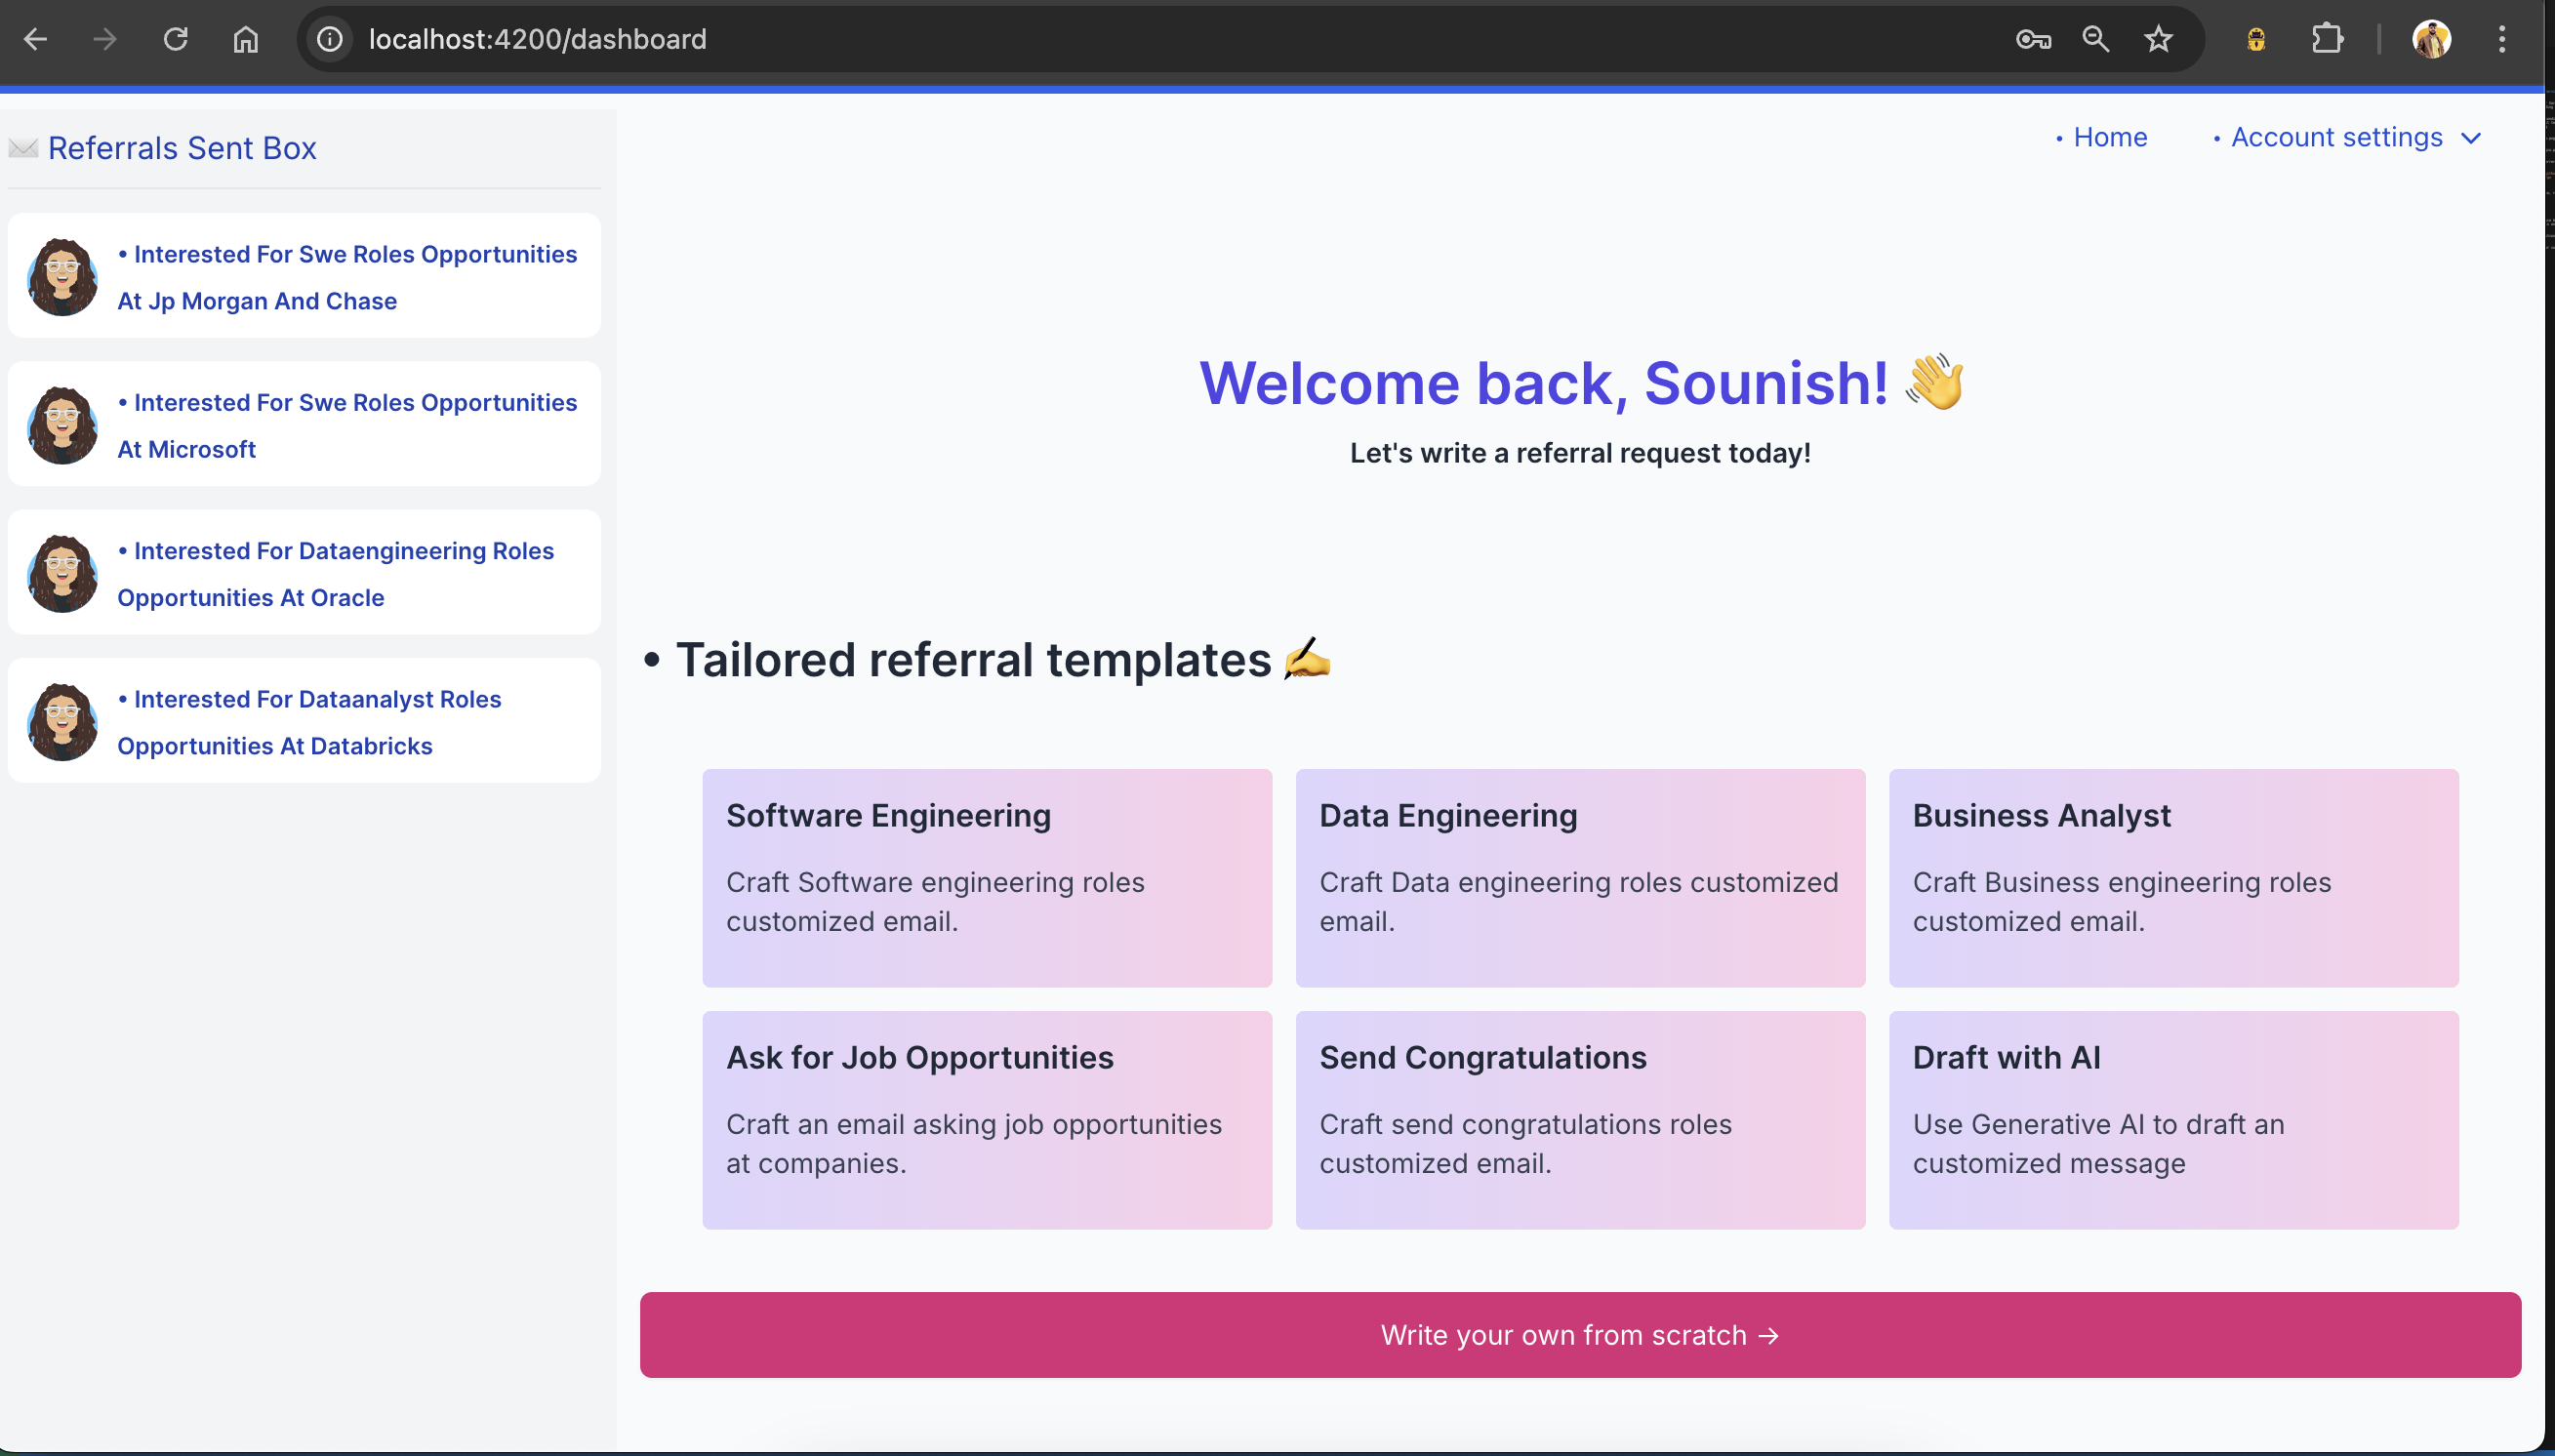 localhost:4200/dashboard
Referrals Sent Box
• Home
• Account settings
• Interested For Swe Roles Opportunities
At Jp Morgan And Chase
• Interested For Swe Roles Opportunities
At Microsoft
• Interested For Dataengineering Roles
Opportunities At Oracle
• Interested For Dataanalyst Roles
Opportunities At Databricks
Welcome back, Sounish! 👋
Let's write a referral request today!
• Tailored referral templates ✍️
Software Engineering
Craft Software engineering roles
customized email.
Data Engineering
Craft Data engineering roles customized
email.
Business Analyst
Craft Business engineering roles
customized email.
Ask for Job Opportunities
Craft an email asking job opportunities
at companies.
Send Congratulations
Craft send congratulations roles
customized email.
Draft with AI
Use Generative AI to draft an
customized message
Write your own from scratch →